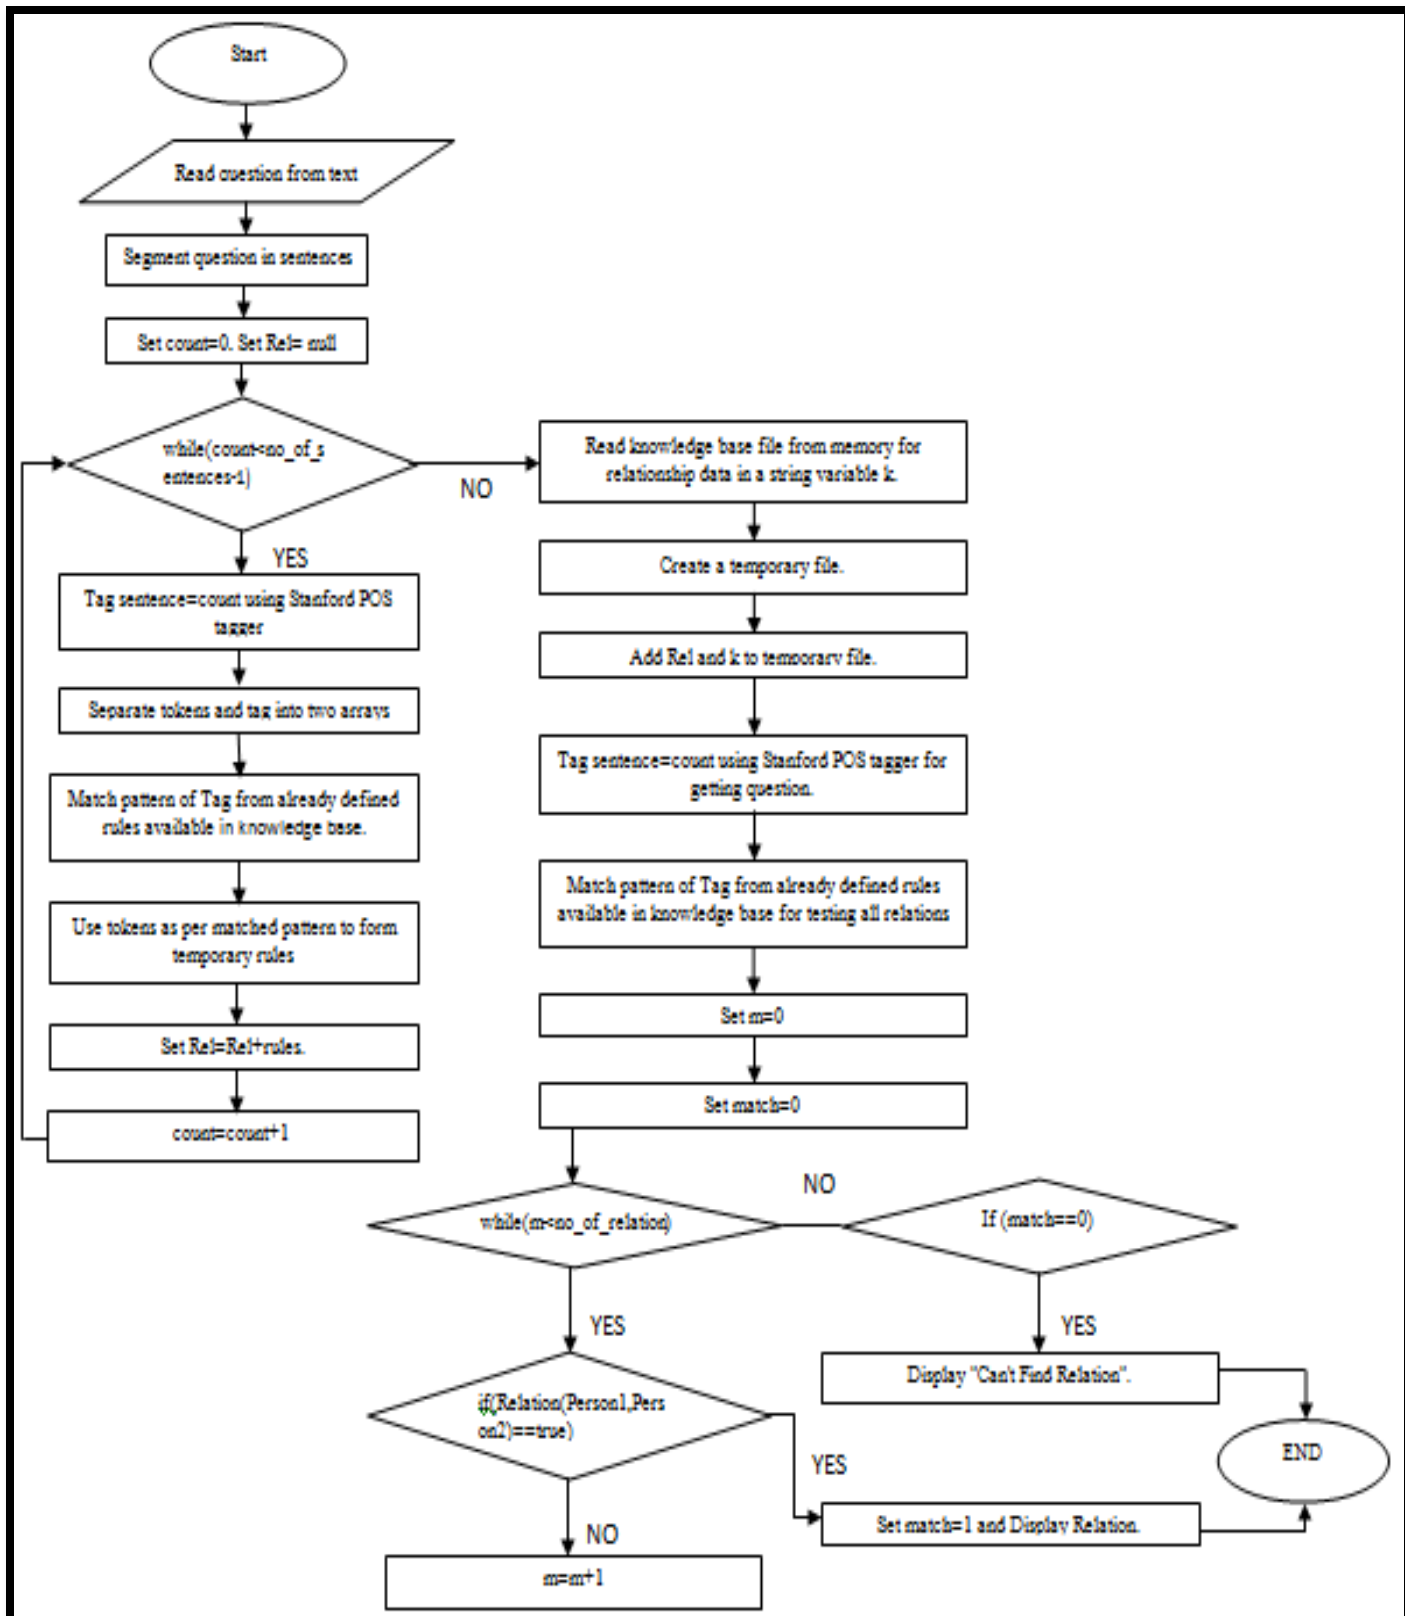 Start
Read question from text
Segment question in sentences
Set count=0. Set Rel= null
while(count<no_of_s
entences-1)
NO
YES
Tag sentence=count using Stanford POS
tagger
Separate tokens and tag into two arrays
Match pattern of Tag from already defined
rules available in knowledge base.
Use tokens as per matched pattern to form
temporary rules
Set Rel=Rel+rules.
count=count+1
Read knowledge base file from memory for
relationship data in a string variable k.
Create a temporary file.
Add Rel and k to temporary file.
Tag sentence=count using Stanford POS tagger for
getting question.
Match pattern of Tag from already defined rules
available in knowledge base for testing all relations
Set m=0
Set match=0
while(m<no_of_relation)
NO
If (match==0)
YES
YES
Display "Can't Find Relation".
if(Relation(Person1,Pers
on2)==true)
YES
END
Set match=1 and Display Relation.
NO
m=m+1